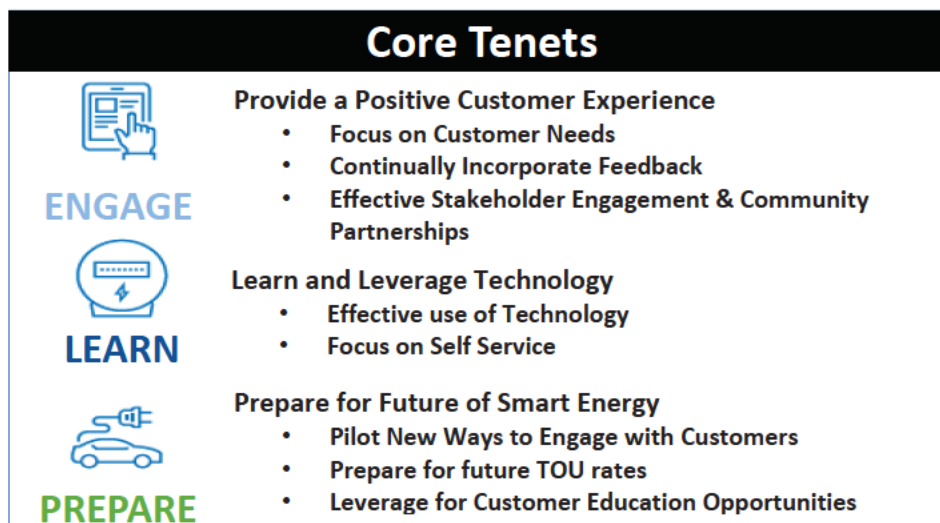 Core Tenets
Provide a Positive Customer Experience
• Focus on Customer Needs
• Continually Incorporate Feedback
• Effective Stakeholder Engagement & Community
Partnerships
ENGAGE
Learn and Leverage Technology
• Effective use of Technology
• Focus on Self Service
LEARN
Prepare for Future of Smart Energy
• Pilot New Ways to Engage with Customers
• Prepare for future TOU rates
• Leverage for Customer Education Opportunities
PREPARE